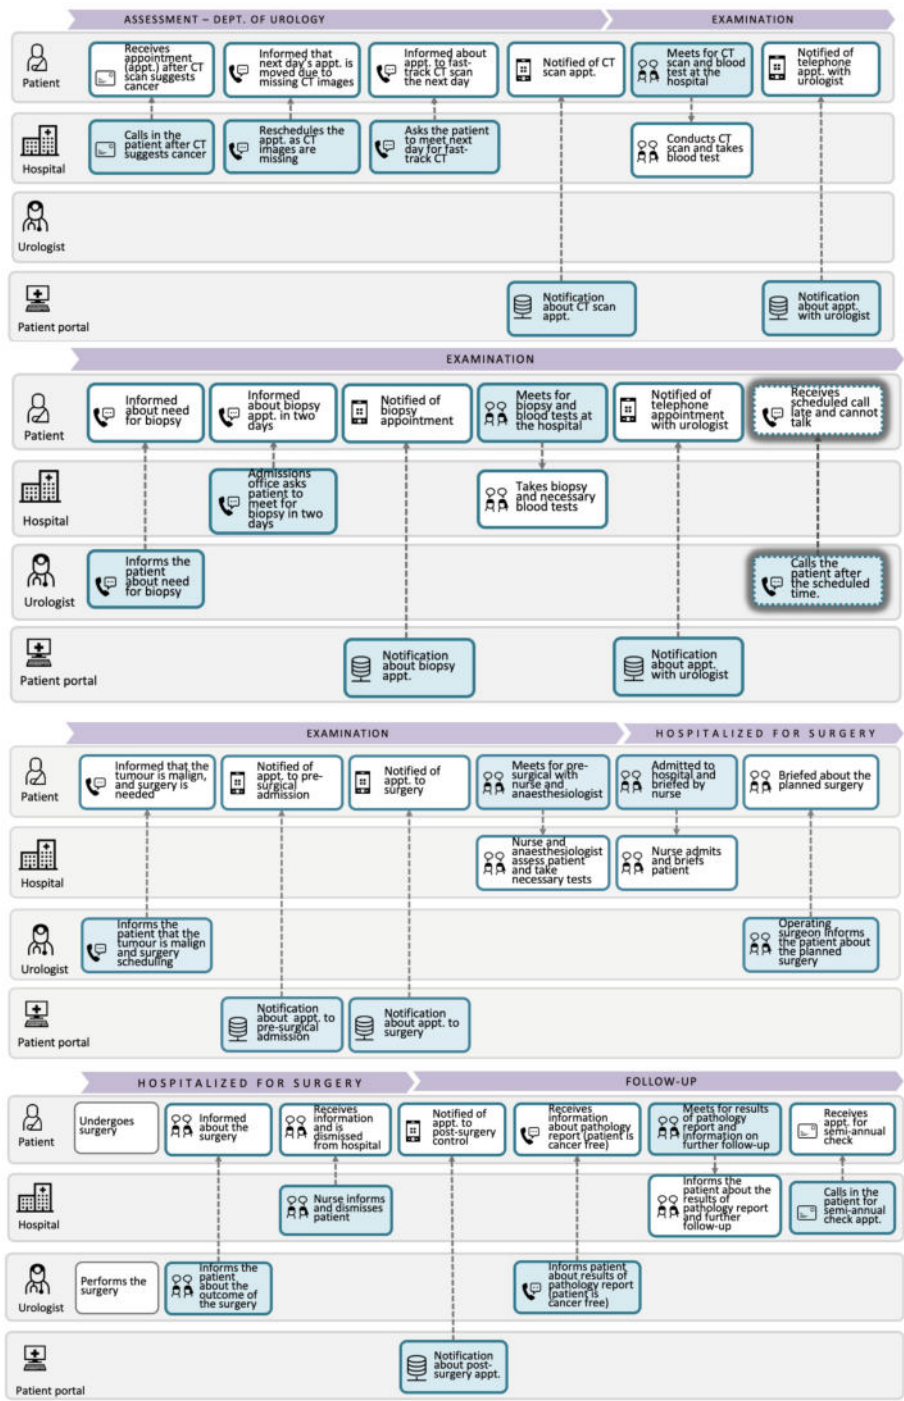 ASSESSMENT – DEPT. OF UROLOGY
EXAMINATION
Patient
Receives
appointment
(appt.) after CT
scan suggests
cancer
Informed that
next day's appt. is
moved due to
missing CT images
Informed about
appt. to fast-
track CT scan
the next day
Notified of CT
scan appt.
Meets for CT
scan and blood
test at the
hospital
Notified of
telephone
appt. with
urologist
Hospital
Calls in the
patient after CT
suggests cancer
Reschedules the
appt. as CT
images are
missing
Asks the patient
to meet next
day for fast-
track CT
Conducts CT
scan and takes
blood test
Urologist
Patient portal
Notification
about CT scan
appt.
Notification
about appt.
with urologist
EXAMINATION
Patient
Informed
about need
for biopsy
Informed
about biopsy
appt. in two
days
Notified of
biopsy
appointment
Meets for
biopsy and
blood tests at
the hospital
Notified of
telephone
appointment
with urologist
Receives
scheduled call
late and cannot
talk
Hospital
Admissions
office asks
patient to
meet for
biopsy in two
days
Takes biopsy
and necessary
blood tests
Urologist
Informs the
patient
about need
for biopsy
Calls the
patient after
the scheduled
time.
Patient portal
Notification
about biopsy
appt.
Notification
about appt.
with urologist
EXAMINATION
HOSPITALIZED FOR SURGERY
Patient
Informed that the
tumour is malign,
and surgery is
needed
Notified of
appt. to pre-
surgical
admission
Notified of
appt. to
surgery
Meets for pre-
surgical with
nurse and
anaesthesiologist
Admitted to
hospital and
briefed by
nurse
Briefed about the
planned surgery
Hospital
Nurse and
anaesthesiologist
assess patient
and take
necessary tests
Nurse admits
and briefs
patient
Urologist
Informs the
patient that the
tumour is malign
and surgery
scheduling
Operating
surgeon informs
the patient about
the planned
surgery
Patient portal
Notification
about appt. to
pre-surgical
admission
Notification
about appt. to
surgery
HOSPITALIZED FOR SURGERY
FOLLOW-UP
Patient
Undergoes
surgery
Informed
about the
surgery
Receives
information
and is
dismissed
from hospital
Notified of
appt. to
post-surgery
control
Receives
information
about pathology
report (patient is
cancer free)
Meets for results
of pathology
report and
information on
further follow-up
Receives
appt. for
semi-annual
check
Hospital
Nurse informs
and dismisses
patient
Informs the
patient about the
results of
pathology report
and further
follow-up
Calls in the
patient for
semi-annual
check appt.
Urologist
Performs the
surgery
Informs the
patient
about the
outcome of
the surgery
Informs patient
about results of
pathology report
(patient is
cancer free)
Patient portal
Notification
about post-
surgery appt.